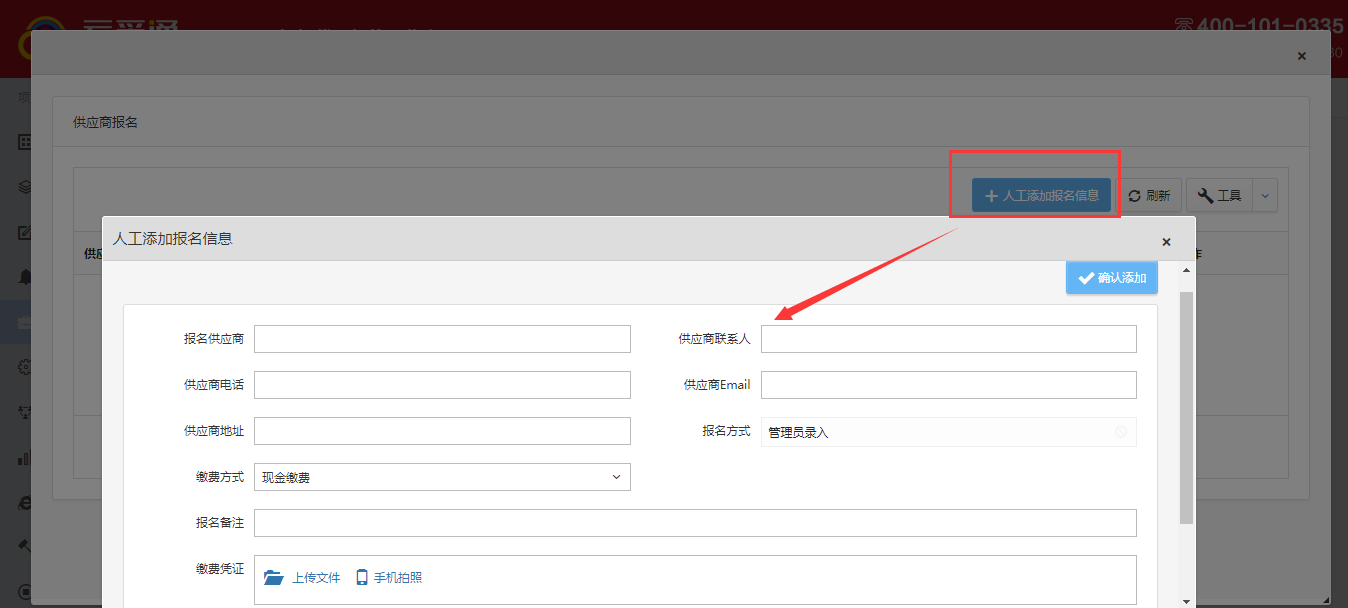 400-101-0335
供应商报名
人工添加报名信息
刷新
工具
人工添加报名信息
确认添加
报名供应商
供应商联系人
供应商电话
供应商Email
供应商地址
报名方式
管理员录入
缴费方式
现金缴费
报名备注
缴费凭证
上传文件
手机拍照